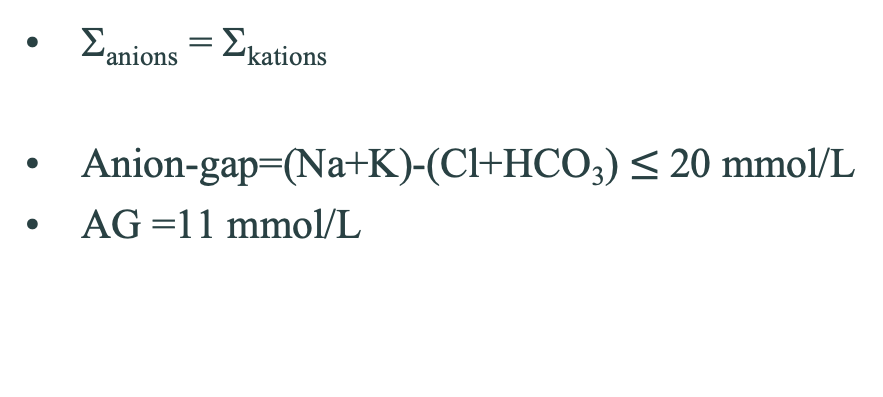 • Σanions = Σkations
• Anion-gap=(Na+K)-(Cl+HCO₃) ≤ 20 mmol/L
• AG =11 mmol/L